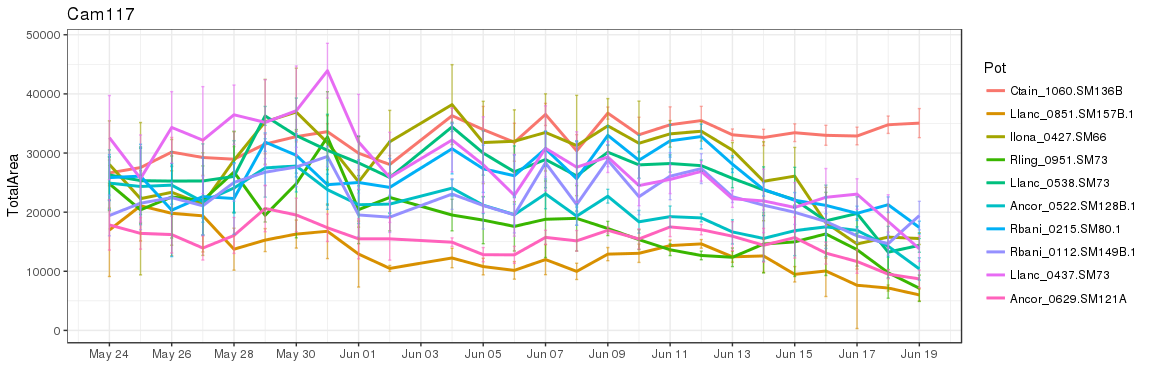 Cam117
50000
40000
30000
20000
10000
0
TotalArea
May 24 May 26 May 28 May 30 Jun 01 Jun 03 Jun 05 Jun 07 Jun 09 Jun 11 Jun 13 Jun 15 Jun 17 Jun 19
Pot
Ctain_1060.SM136B
Llanc_0851.SM157B.1
Ilona_0427.SM66
Rling_0951.SM73
Llanc_0538.SM73
Ancor_0522.SM128B.1
Rbani_0215.SM80.1
Rbani_0112.SM149B.1
Llanc_0437.SM73
Ancor_0629.SM121A